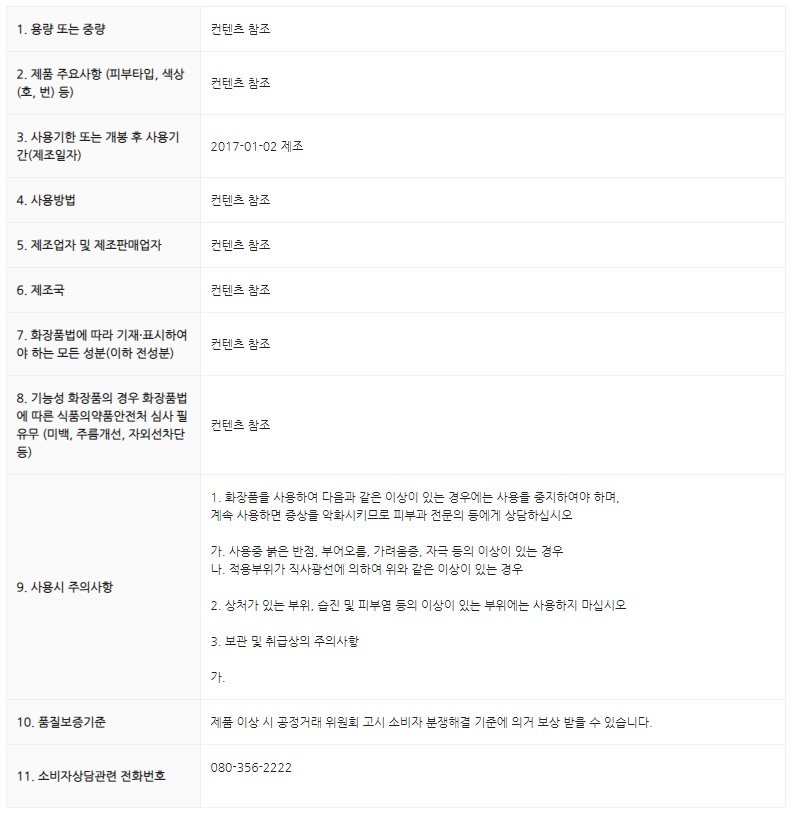 1. 용량 또는 중량
컨텐츠 참조
2. 제품 주요사항 (피부타입, 색상
(호, 번) 등)
컨텐츠 참조
3. 사용기한 또는 개봉 후 사용기
간(제조일자)
2017-01-02 제조
4. 사용방법
컨텐츠 참조
5. 제조업자 및 제조판매업자
컨텐츠 참조
6. 제조국
컨텐츠 참조
7. 화장품법에 따라 기재·표시하여
야 하는 모든 성분(이하 전성분)
컨텐츠 참조
8. 기능성 화장품의 경우 화장품법
에 따른 식품의약품안전처 심사 필
유무 (미백, 주름개선, 자외선차단
등)
컨텐츠 참조
9. 사용시 주의사항
1. 화장품을 사용하여 다음과 같은 이상이 있는 경우에는 사용을 중지하여야 하며,
계속 사용하면 증상을 악화시키므로 피부과 전문의 등에게 상담하십시오
가. 사용중 붉은 반점, 부어오름, 가려움증, 자극 등의 이상이 있는 경우
나. 적용부위가 직사광선에 의하여 위와 같은 이상이 있는 경우
2. 상처가 있는 부위, 습진 및 피부염 등의 이상이 있는 부위에는 사용하지 마십시오
3. 보관 및 취급상의 주의사항
가.
10. 품질보증기준
제품 이상 시 공정거래 위원회 고시 소비자 분쟁해결 기준에 의거 보상 받을 수 있습니다.
11. 소비자상담관련 전화번호
080-356-2222